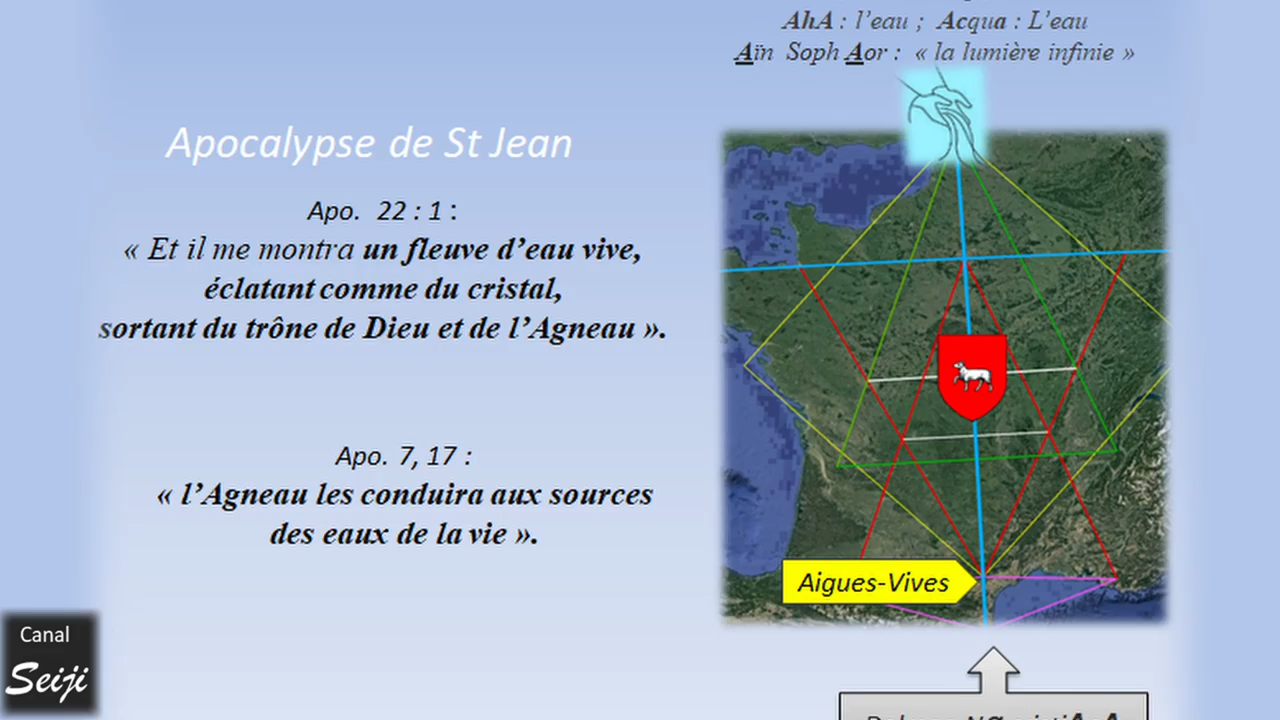 AhA : l'eau ; Acqua : L'eau
Aïn Soph Aor : « la lumière infinie »
Apocalypse de St Jean
Apo. 22 : 1 :
« Et il me montra un fleuve d'eau vive,
éclatant comme du cristal,
sortant du trône de Dieu et de l'Agneau ».
Apo. 7, 17 :
« l'Agneau les conduira aux sources
des eaux de la vie ».
Aigues-Vives
Canal
Seiji